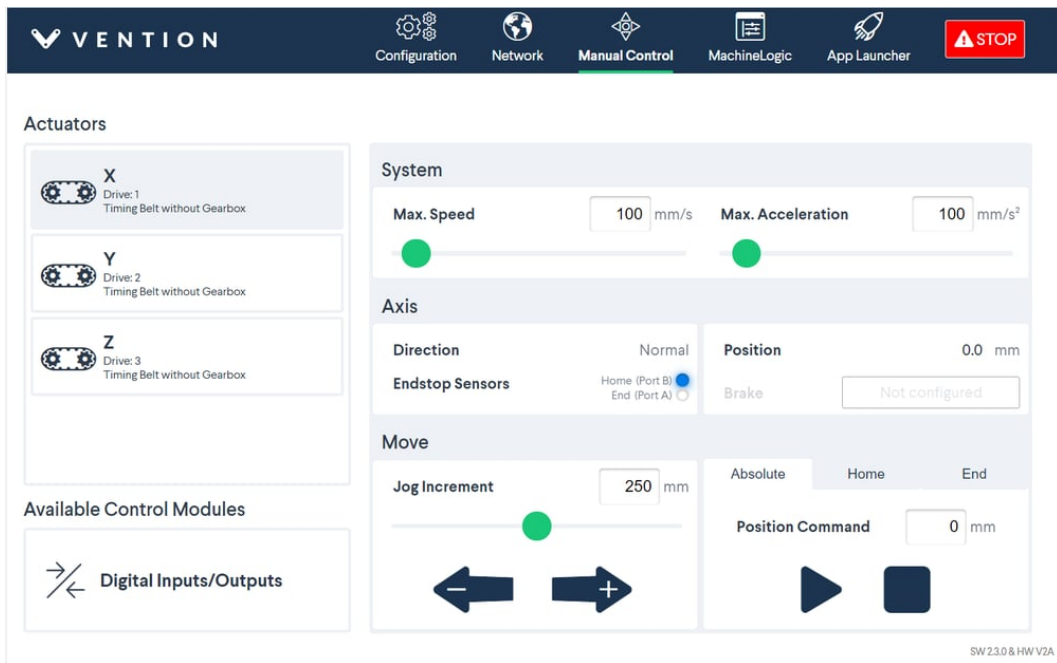 VENTION
Configuration
Network
Manual Control
MachineLogic
App Launcher
STOP
Actuators
X
Drive: 1
Timing Belt without Gearbox
Y
Drive: 2
Timing Belt without Gearbox
Z
Drive: 3
Timing Belt without Gearbox
Available Control Modules
Digital Inputs/Outputs
System
Max. Speed 100 mm/s
Max. Acceleration 100 mm/s²
Axis
Direction Normal
Endstop Sensors
Home (Port B)
End (Port A)
Position 0.0 mm
Brake Not configured
Move
Jog Increment 250 mm
− +
Absolute Home End
Position Command 0 mm
SW 2.3.0 & HW V2A